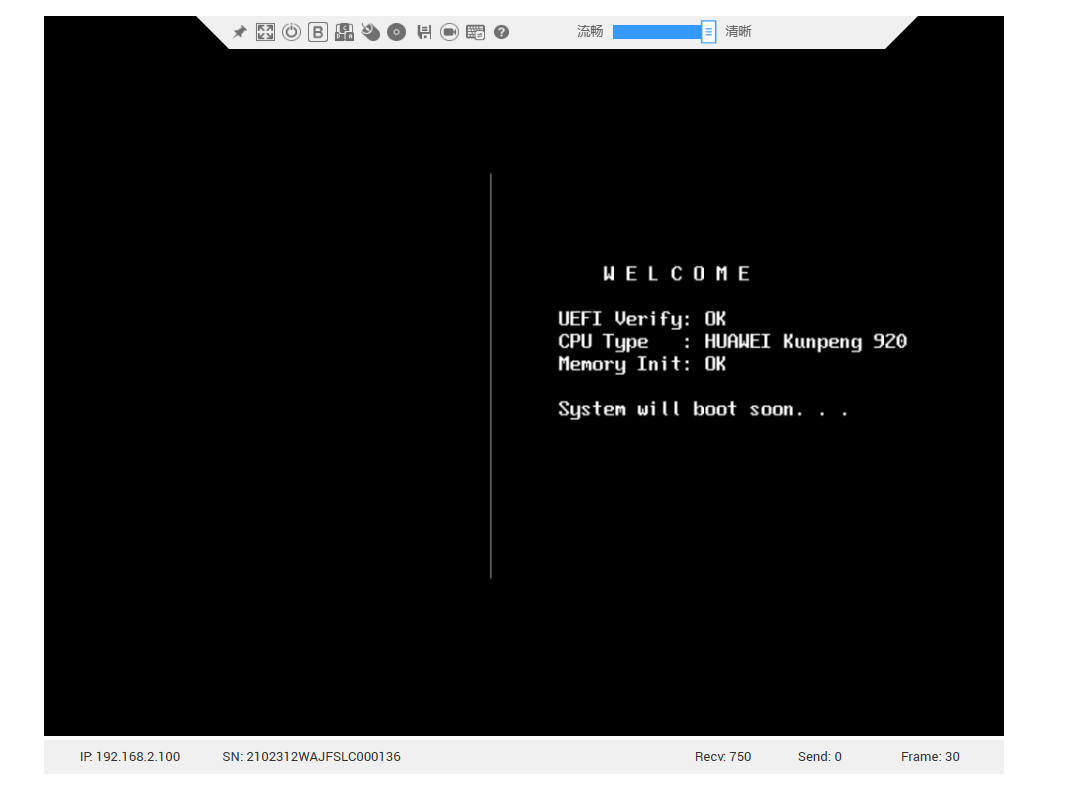 流畅 清晰
W E L C O M E
UEFI Verify: OK
CPU Type   : HUAWEI Kunpeng 920
Memory Init: OK
System will boot soon. . .
IP: 192.168.2.100 SN: 2102312WAJFSLC000136 Recv: 750 Send: 0 Frame: 30